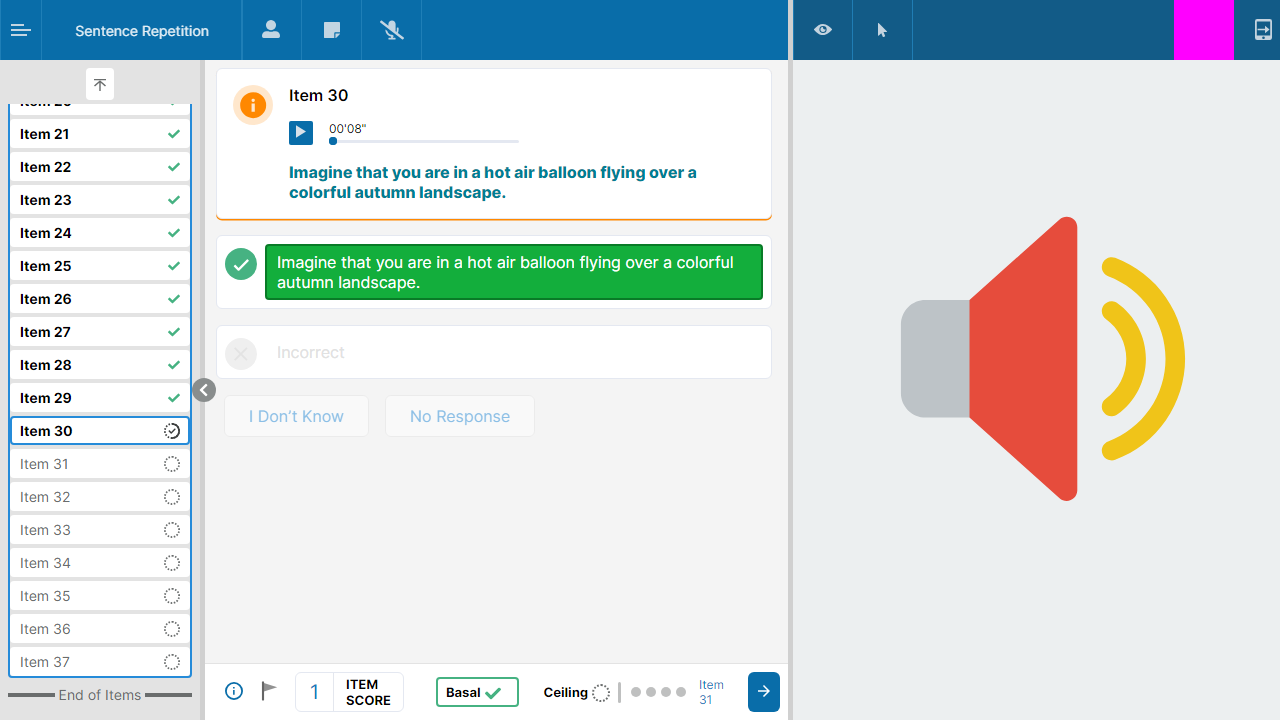 Sentence Repetition
Item 21
Item 22
Item 23
Item 24
Item 25
Item 26
Item 27
Item 28
Item 29
Item 30
Item 31
Item 32
Item 33
Item 34
Item 35
Item 36
Item 37
End of Items
Item 30
00'08"
Imagine that you are in a hot air balloon flying over a
colorful autumn landscape.
Imagine that you are in a hot air balloon flying over a colorful
autumn landscape.
Incorrect
I Don't Know
No Response
1
ITEM
SCORE
Basal
Ceiling
Item
31